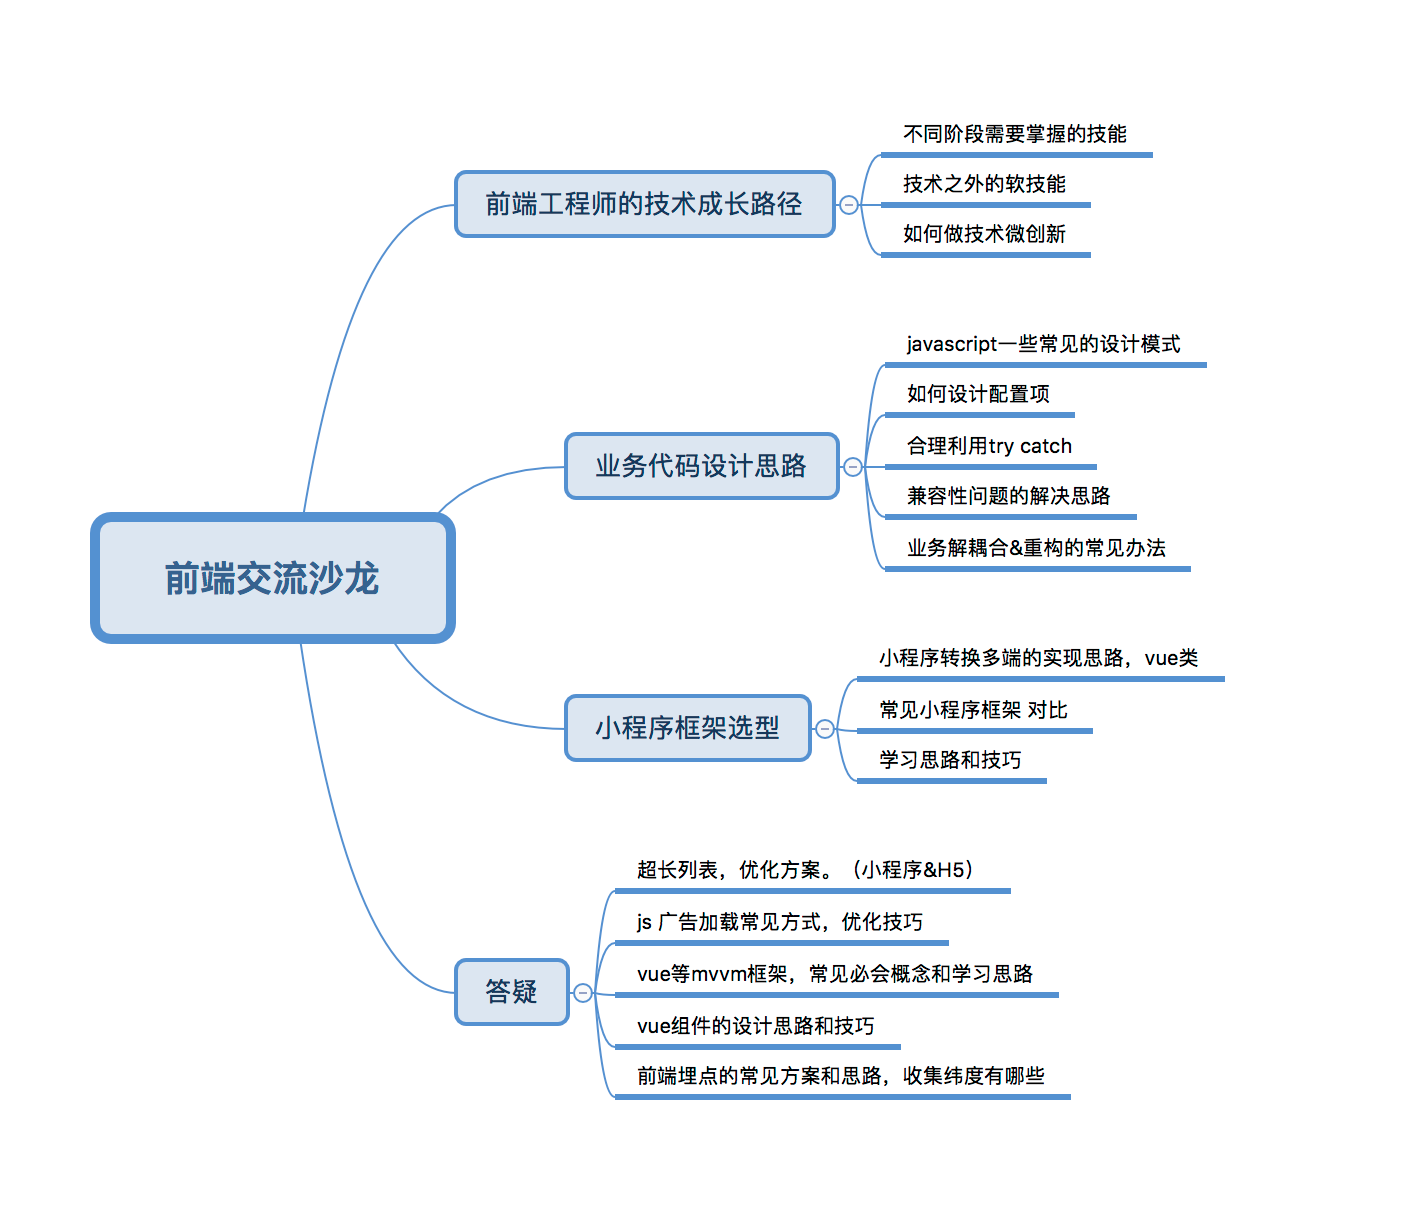 前端交流沙龙
前端工程师的技术成长路径
不同阶段需要掌握的技能
技术之外的软技能
如何做技术微创新
业务代码设计思路
javascript一些常见的设计模式
如何设计配置项
合理利用try catch
兼容性问题的解决思路
业务解耦合&重构的常见办法
小程序框架选型
小程序转换多端的实现思路，vue类
常见小程序框架 对比
学习思路和技巧
答疑
超长列表，优化方案。（小程序&H5）
js 广告加载常见方式，优化技巧
vue等mvvm框架，常见必会概念和学习思路
vue组件的设计思路和技巧
前端埋点的常见方案和思路，收集纬度有哪些